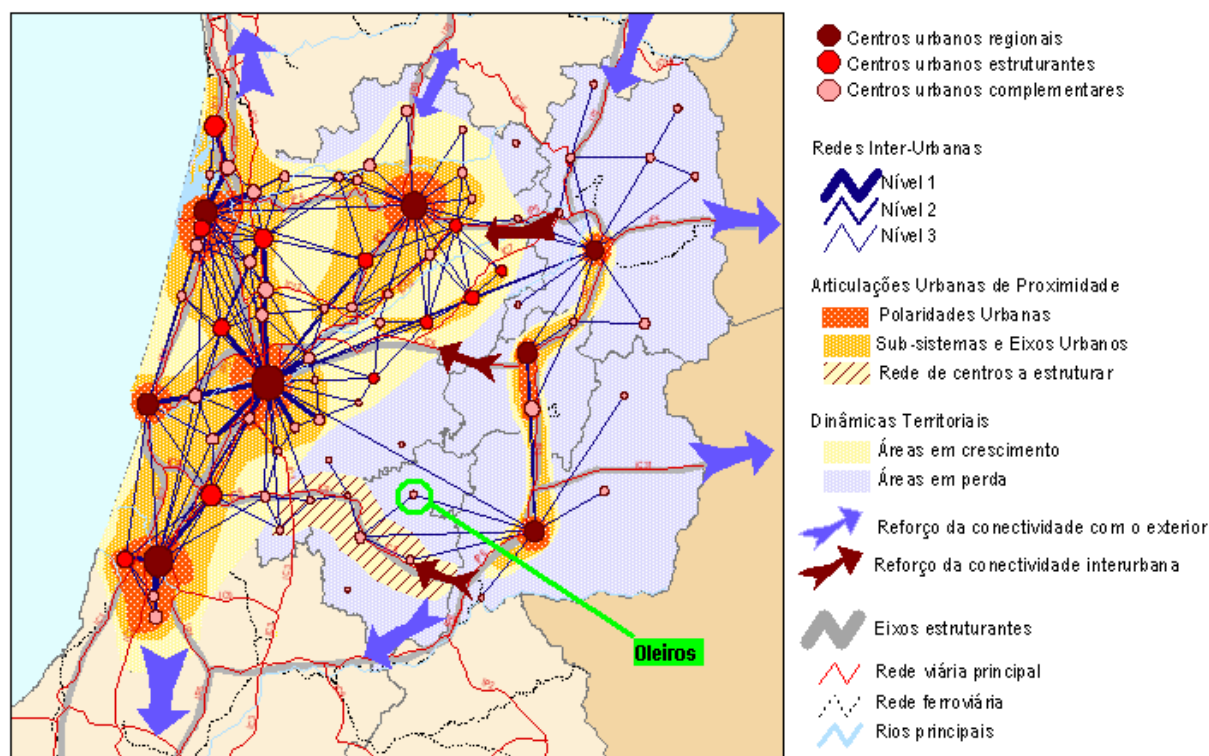 Centros urbanos regionais
Centros urbanos estruturantes
Centros urbanos complementares
Redes Inter-Urbanas
Nível 1
Nível 2
Nível 3
Articulações Urbanas de Proximidade
Polaridades Urbanas
Sub-sistemas e Eixos Urbanos
Rede de centros a estruturar
Dinâmicas Territoriais
Áreas em crescimento
Áreas em perda
Reforço da conectividade com o exterior
Reforço da conectividade interurbana
Eixos estruturantes
Rede viária principal
Rede ferroviária
Rios principais
Oleiros